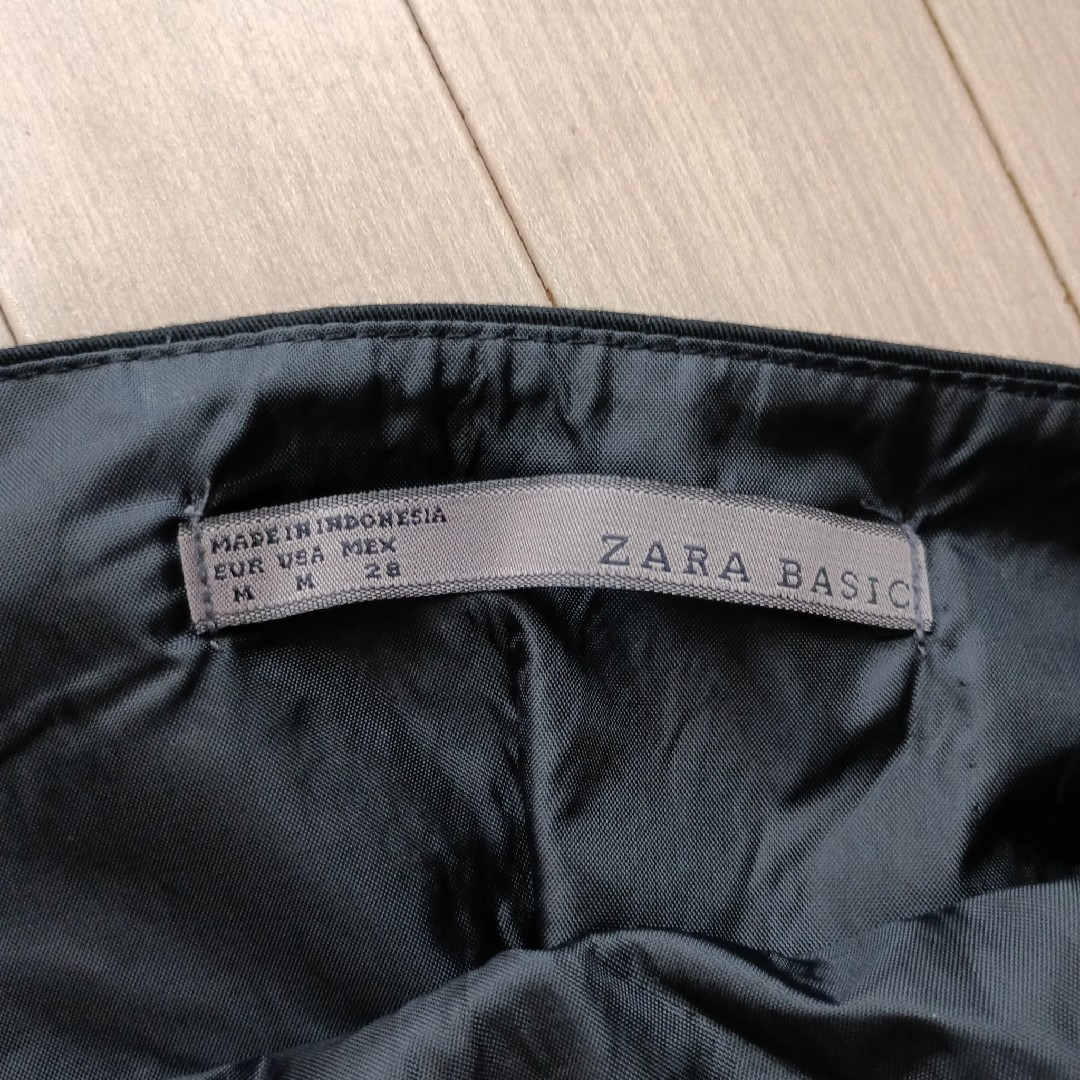 MADE IN INDONESIA
EUR USA MEX
M M 28
ZARA BASIC